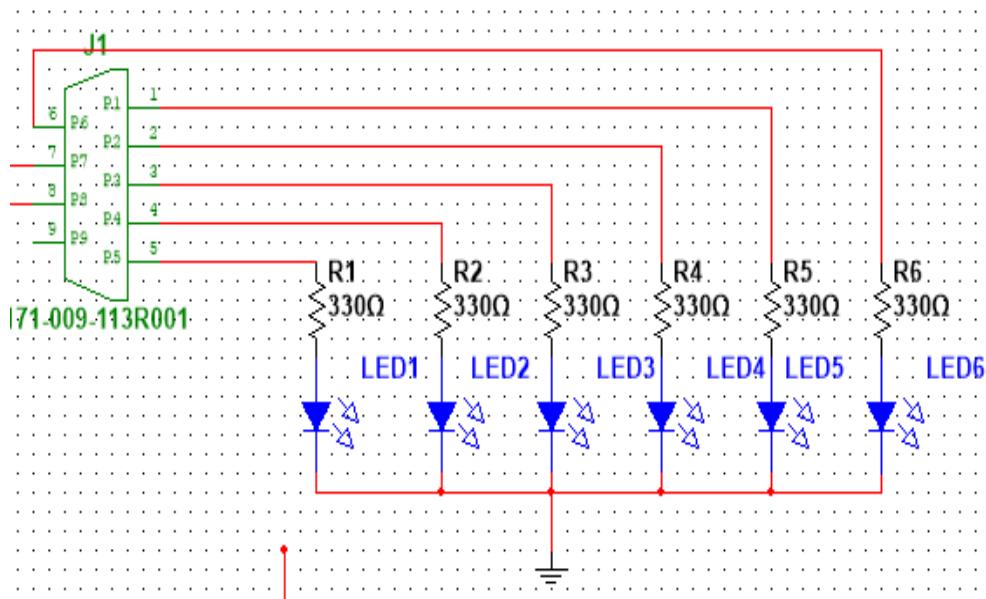 J1
1
6 P1
P6 2
7 P2
P7 3
8 P3
P8 4
9 P4
P9 5
P5
R1 R2 R3 R4 R5 R6
330Ω 330Ω 330Ω 330Ω 330Ω 330Ω
171-009-113R001
LED1 LED2 LED3 LED4 LED5 LED6